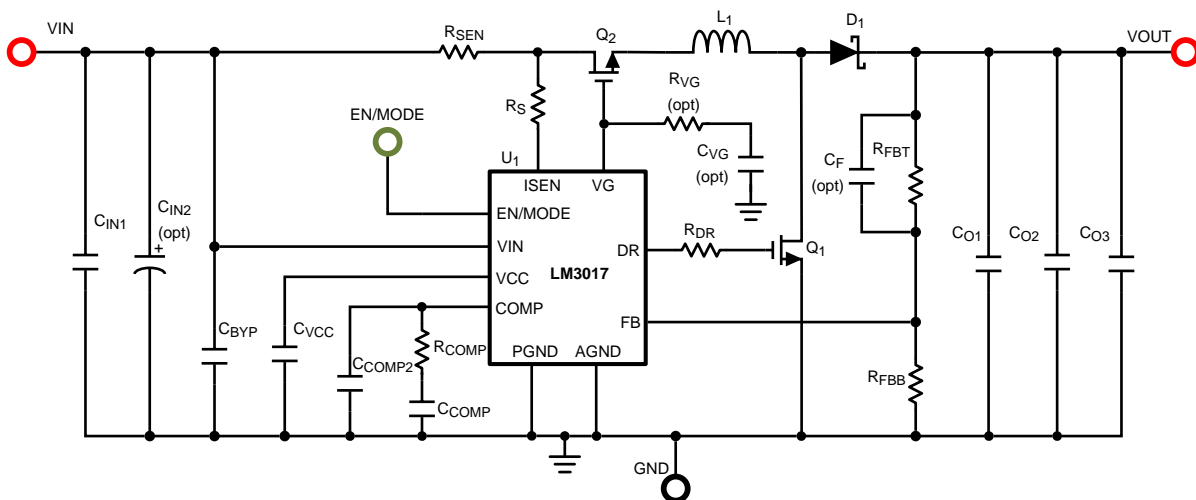 VIN
RSEN
Q2
L1
D1
VOUT
EN/MODE
RS
RVG
(opt)
U1
CVG
(opt)
CF
(opt)
RFBT
ISEN
VG
CIN1
CIN2
(opt)
+
EN/MODE
VIN
VCC
COMP
LM3017
DR
FB
PGND
AGND
RDR
Q1
CO1
CO2
CO3
CBYP
CVCC
RCOMP
CCOMP2
CCOMP
RFBB
GND